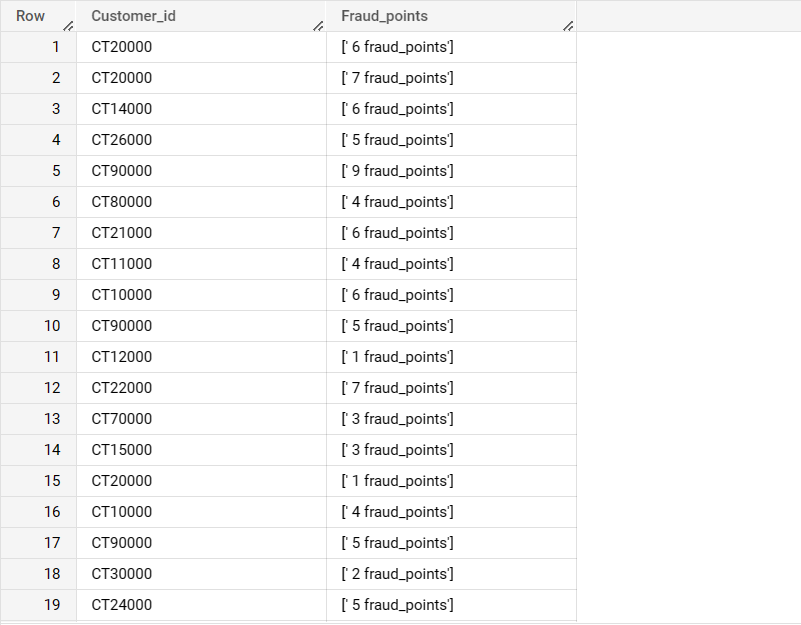 Row Customer_id Fraud_points
1 CT20000 [' 6 fraud_points']
2 CT20000 [' 7 fraud_points']
3 CT14000 [' 6 fraud_points']
4 CT26000 [' 5 fraud_points']
5 CT90000 [' 9 fraud_points']
6 CT80000 [' 4 fraud_points']
7 CT21000 [' 6 fraud_points']
8 CT11000 [' 4 fraud_points']
9 CT10000 [' 6 fraud_points']
10 CT90000 [' 5 fraud_points']
11 CT12000 [' 1 fraud_points']
12 CT22000 [' 7 fraud_points']
13 CT70000 [' 3 fraud_points']
14 CT15000 [' 3 fraud_points']
15 CT20000 [' 1 fraud_points']
16 CT10000 [' 4 fraud_points']
17 CT90000 [' 5 fraud_points']
18 CT30000 [' 2 fraud_points']
19 CT24000 [' 5 fraud_points']